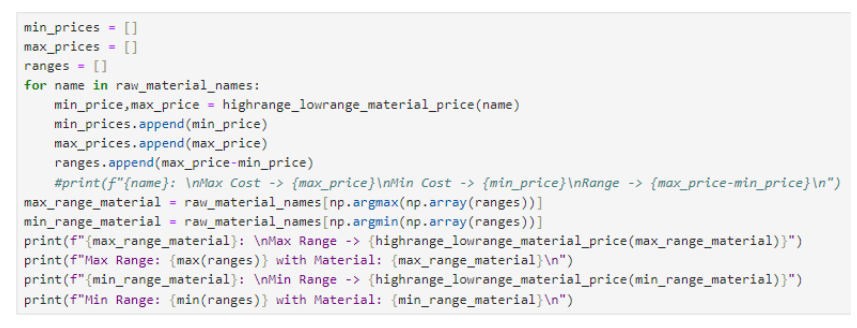 min_prices = []
max_prices = []
ranges = []
for name in raw_material_names:
    min_price,max_price = highrange_lowrange_material_price(name)
    min_prices.append(min_price)
    max_prices.append(max_price)
    ranges.append(max_price-min_price)
    #print(f"{name}: \nMax Cost -> {max_price}\nMin Cost -> {min_price}\nRange -> {max_price-min_price}\n")
max_range_material = raw_material_names[np.argmax(np.array(ranges))]
min_range_material = raw_material_names[np.argmin(np.array(ranges))]
print(f"{max_range_material}: \nMax Range -> {highrange_lowrange_material_price(max_range_material)}")
print(f"Max Range: {max(ranges)} with Material: {max_range_material}\n")
print(f"{min_range_material}: \nMin Range -> {highrange_lowrange_material_price(min_range_material)}")
print(f"Min Range: {min(ranges)} with Material: {min_range_material}\n")